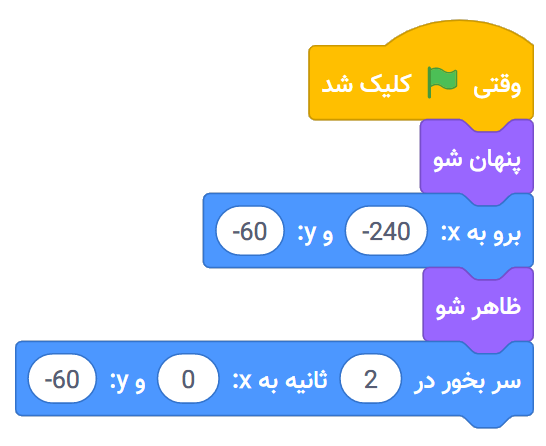 وقتی کلیک شد
پنهان شو
برو به x: -240 و y: -60
ظاهر شو
سر بخور در 2 ثانیه به x: 0 و y: -60